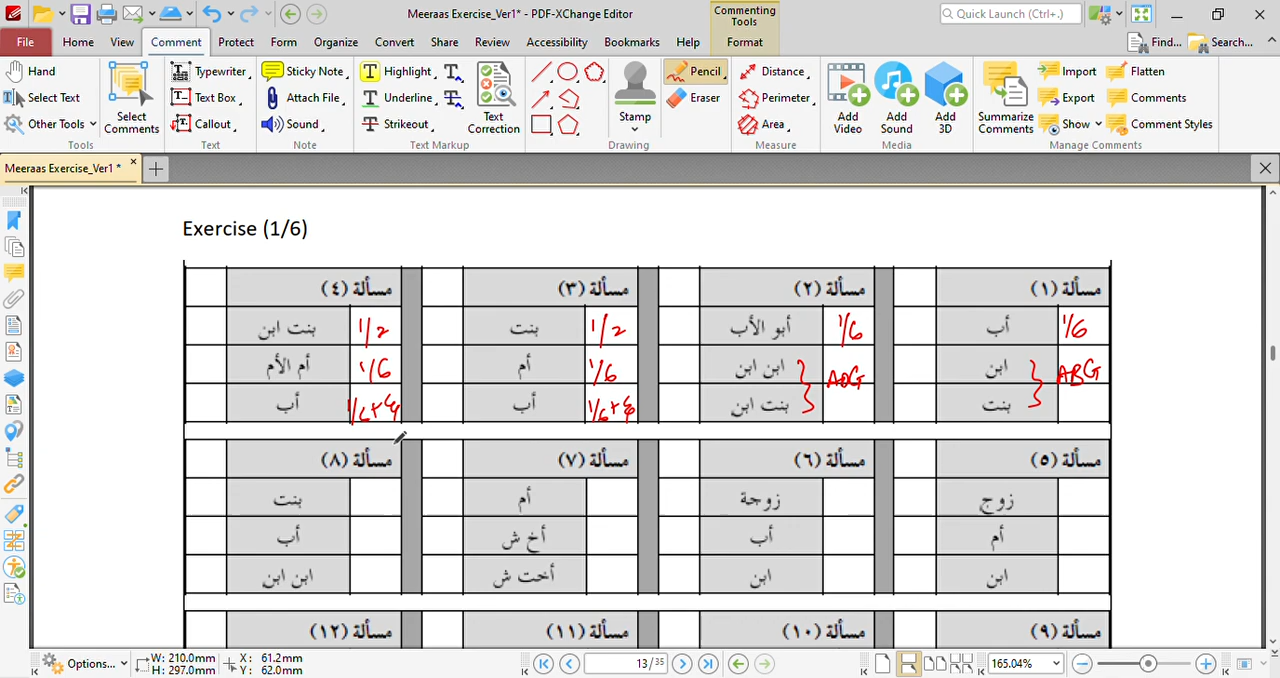 Meeraas Exercise_Ver1* - PDF-XChange Editor
Commenting Tools
Quick Launch (Ctrl+.)
File Home View Comment Protect Form Organize Convert Share Review Accessibility Bookmarks Help Format
Find... Search...
Hand
Select Text
Other Tools
Select Comments
Tools
Typewriter
Text Box
Callout
Text
Sticky Note
Attach File
Sound
Note
Highlight
Underline
Strikeout
Text Correction
Text Markup
Stamp
Drawing
Pencil
Eraser
Distance
Perimeter
Area
Measure
Add Video
Add Sound
Add 3D
Media
Summarize Comments
Import
Export
Show
Flatten
Comments
Comment Styles
Manage Comments
Meeraas Exercise_Ver1 *
Exercise (1/6)
مسألة (١)
أب 1/6
ابن
بنت
ABG
مسألة (٢)
أبو الأب 1/6
ابن ابن
بنت ابن
مسألة (٣)
بنت 1/2
أم 1/6
أب
مسألة (٤)
بنت ابن 1/2
أم الأم 1/6
أب
مسألة (٥)
زوج
أم
ابن
مسألة (٦)
زوجة
أب
ابن
مسألة (٧)
أم
أخ ش
أخت ش
مسألة (٨)
بنت
أب
ابن ابن
مسألة (٩)
مسألة (١٠)
مسألة (١١)
مسألة (١٢)
Options...
W: 210.0mm
H: 297.0mm
X: 61.2mm
Y: 62.0mm
13 / 35
165.04%